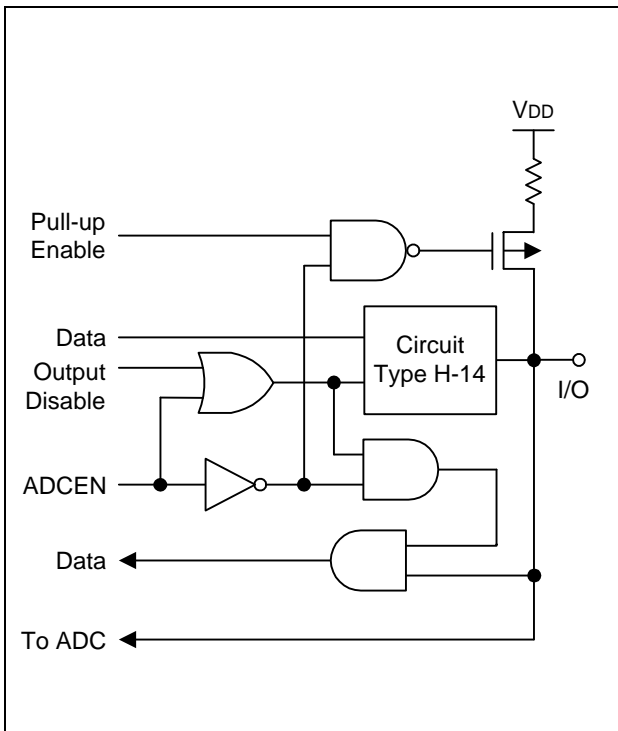 VDD
Pull-up
Enable
Data
Circuit
Type H-14
Output
Disable
I/O
ADCEN
Data
To ADC